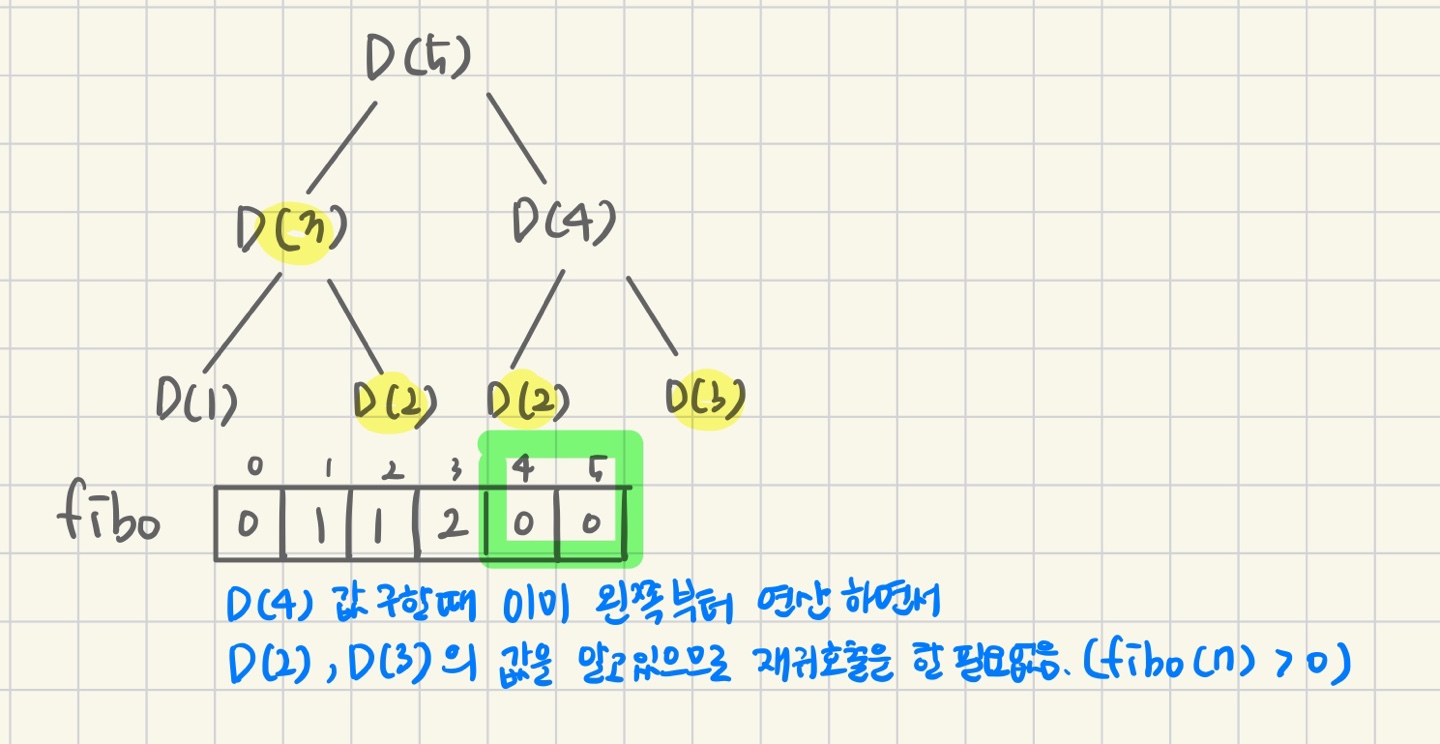 D(5)
D(3) D(4)
D(1) D(2) D(2) D(3)
0 1 2 3 4 5
fibo 0 1 1 2 0 0
D(4) 값 구할때 이미 왼쪽부터 연산 하면서
D(2), D(3)의 값을 알고있으므로 재귀호출을 할 필요없음. (fibo(n) > 0)